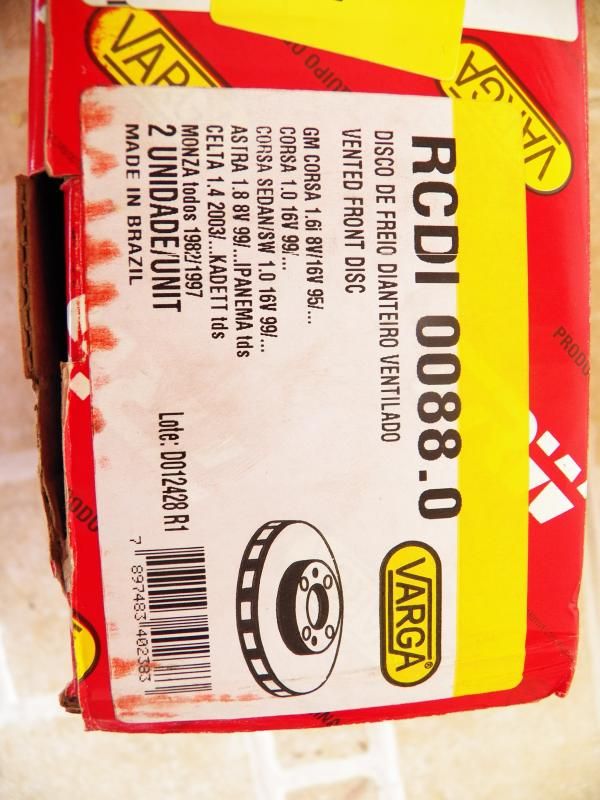 RCDI 0088.0
DISCO DE FREIO DIANTEIRO VENTILADO
VENTED FRONT DISC
GM CORSA 1.6i 8V/16V 95/...
CORSA 1.0 16V 99/...
CORSA SEDAN/SW 1.0 16V 99/...
ASTRA 1.8 8V 99/....IPANEMA tds
CELTA 1.4 2003/...KADETT tds
MONZA todos 1982/1997
2 UNIDADE/UNIT
MADE IN BRAZIL
Lote: D012428 R1
7 897483 402383
VARGA®
VARGA
PRODU